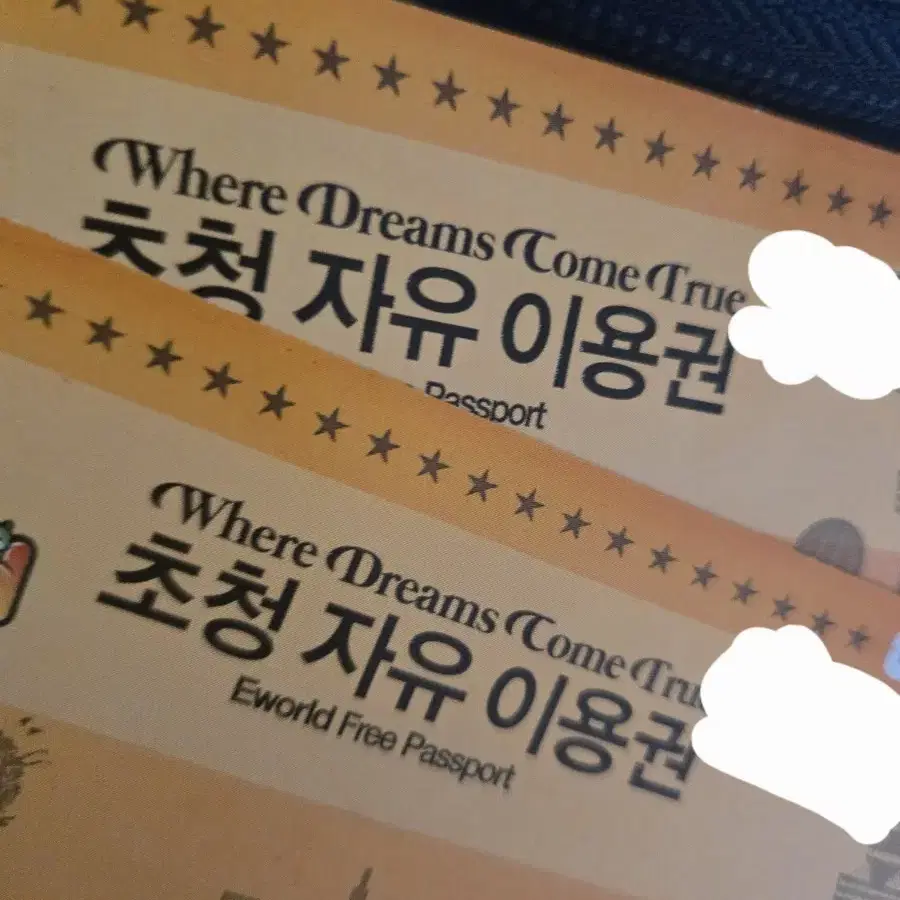 Where Dreams Come True
초청 자유 이용권
Passport
Where Dreams Come
초청 자유 이용권
Eworld Free Passport